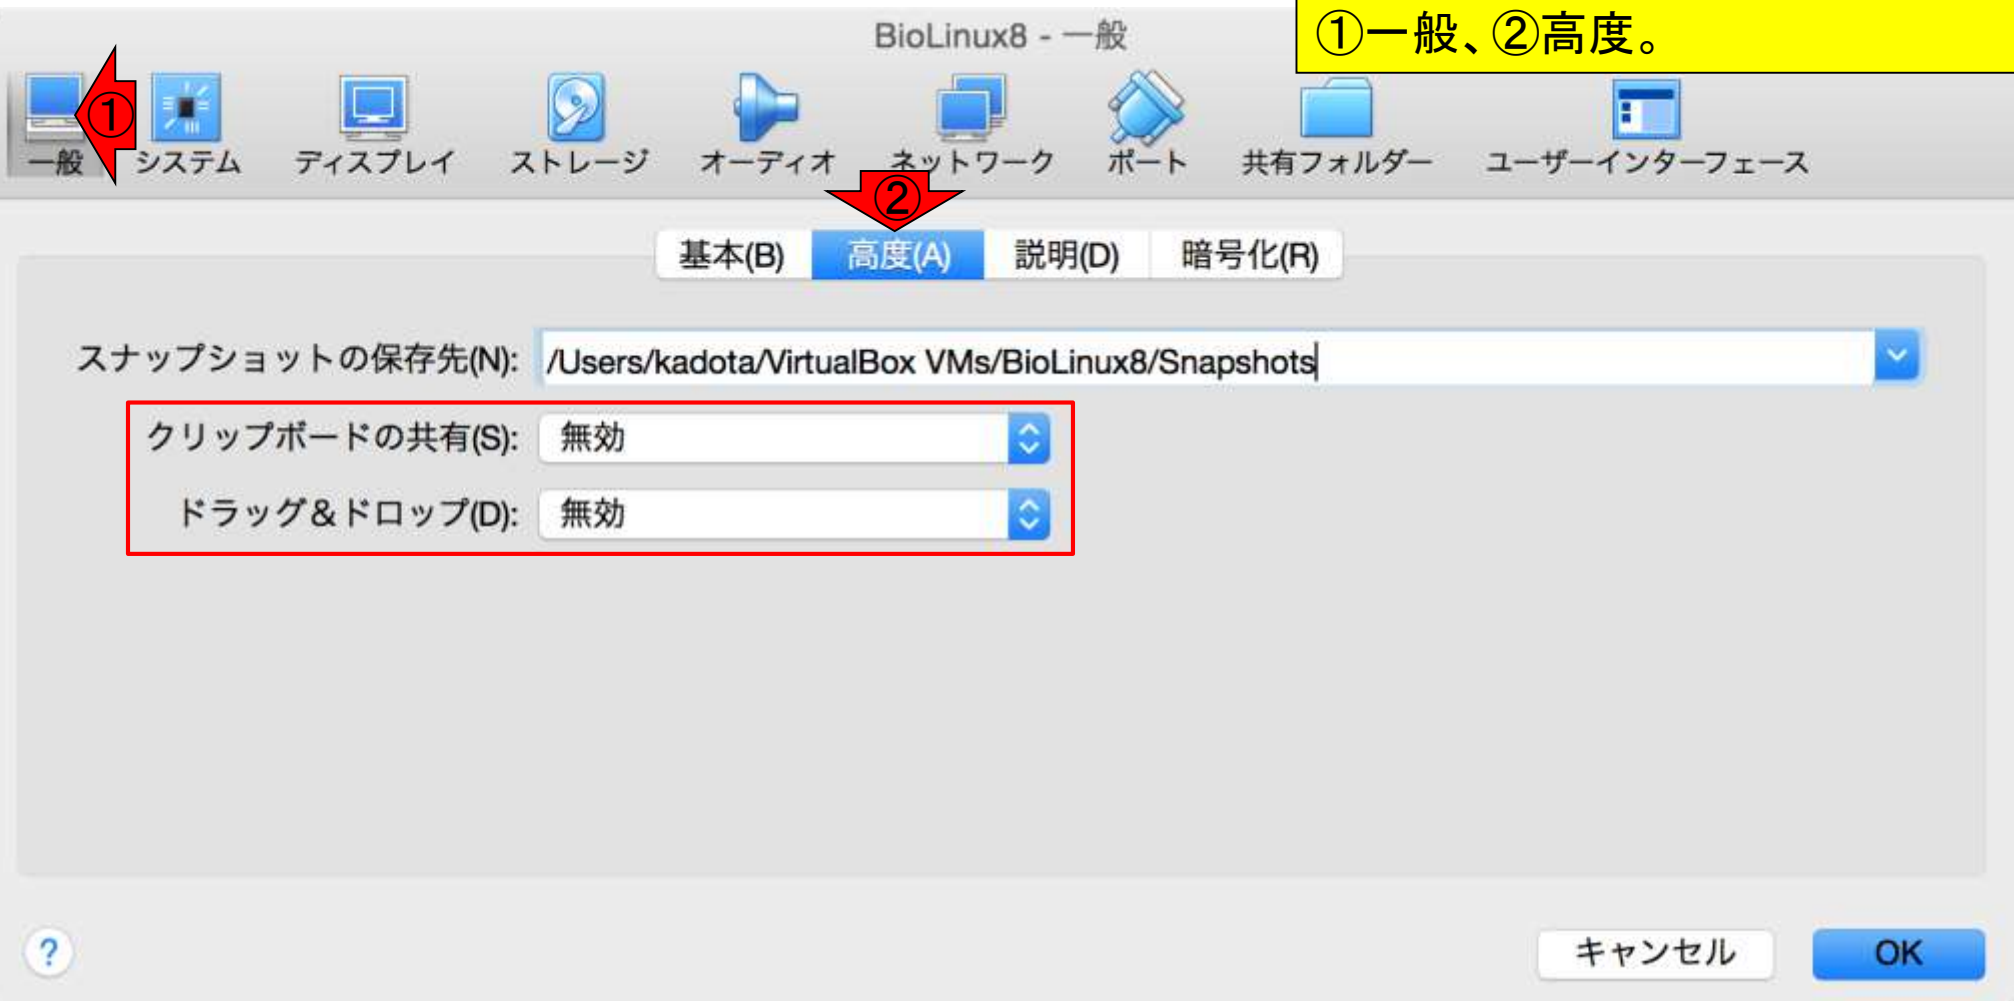 BioLinux8 - 一般
①一般、②高度。
①
一般 システム ディスプレイ ストレージ オーディオ ネットワーク ポート 共有フォルダー ユーザーインターフェース
②
基本(B) 高度(A) 説明(D) 暗号化(R)
スナップショットの保存先(N): /Users/kadota/VirtualBox VMs/BioLinux8/Snapshots
クリップボードの共有(S): 無効
ドラッグ&ドロップ(D): 無効
? キャンセル OK